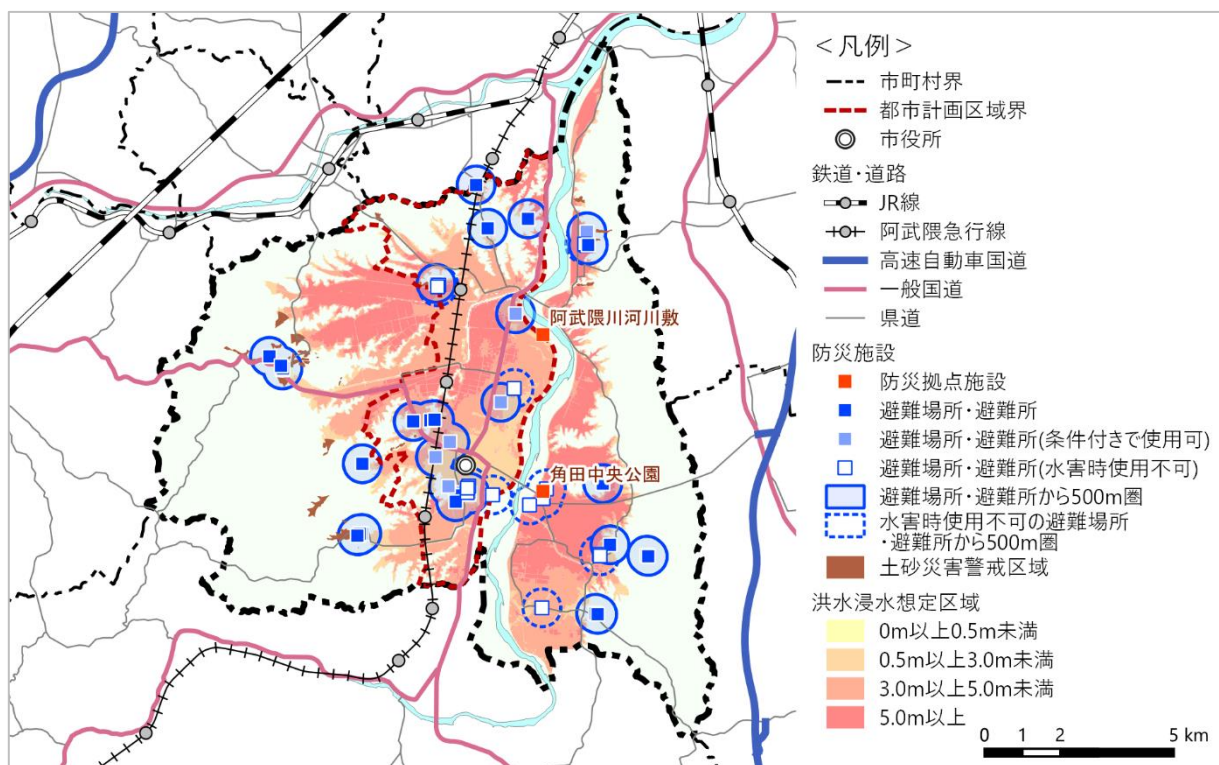 阿武隈川河川敷
角田中央公園
＜凡例＞
市町村界
都市計画区域界
市役所
鉄道・道路
JR線
阿武隈急行線
高速自動車国道
一般国道
県道
防災施設
防災拠点施設
避難場所・避難所
避難場所・避難所(条件付きで使用可)
避難場所・避難所(水害時使用不可)
避難場所・避難所から500m圏
水害時使用不可の避難場所
・避難所から500m圏
土砂災害警戒区域
洪水浸水想定区域
0m以上0.5m未満
0.5m以上3.0m未満
3.0m以上5.0m未満
5.0m以上
0 1 2 5 km